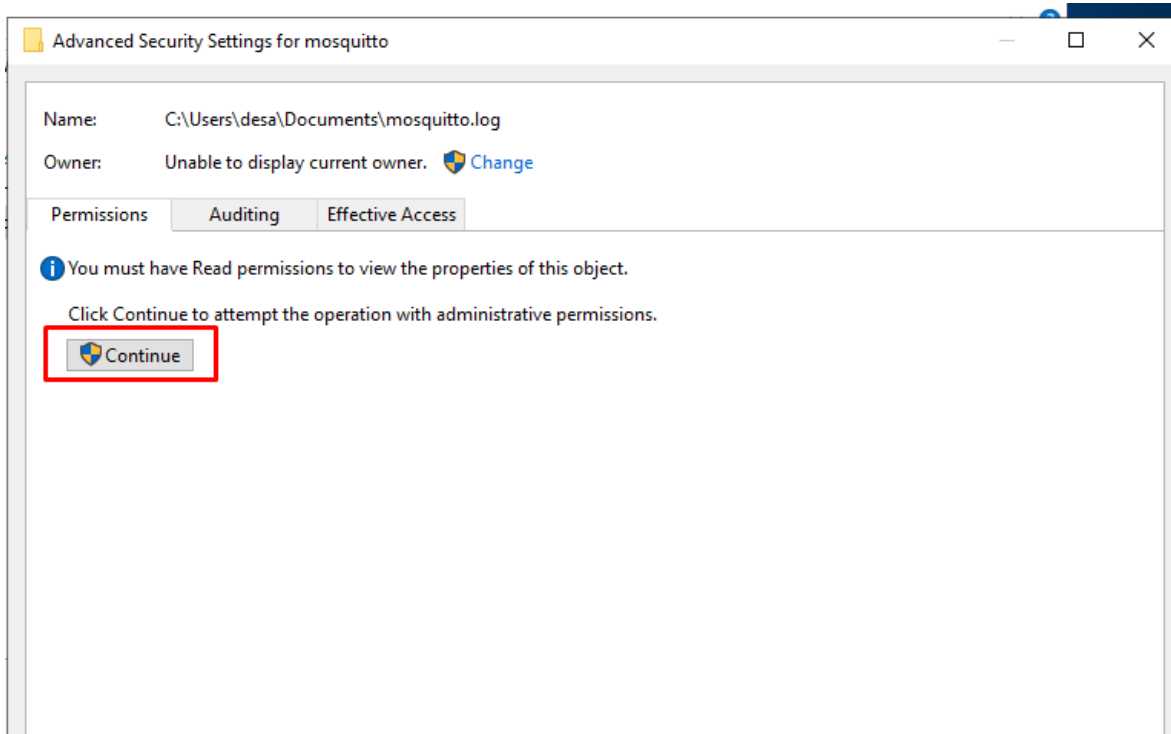 Advanced Security Settings for mosquitto
Name: C:\Users\desa\Documents\mosquitto.log
Owner: Unable to display current owner. Change
Permissions Auditing Effective Access
You must have Read permissions to view the properties of this object.
Click Continue to attempt the operation with administrative permissions.
Continue